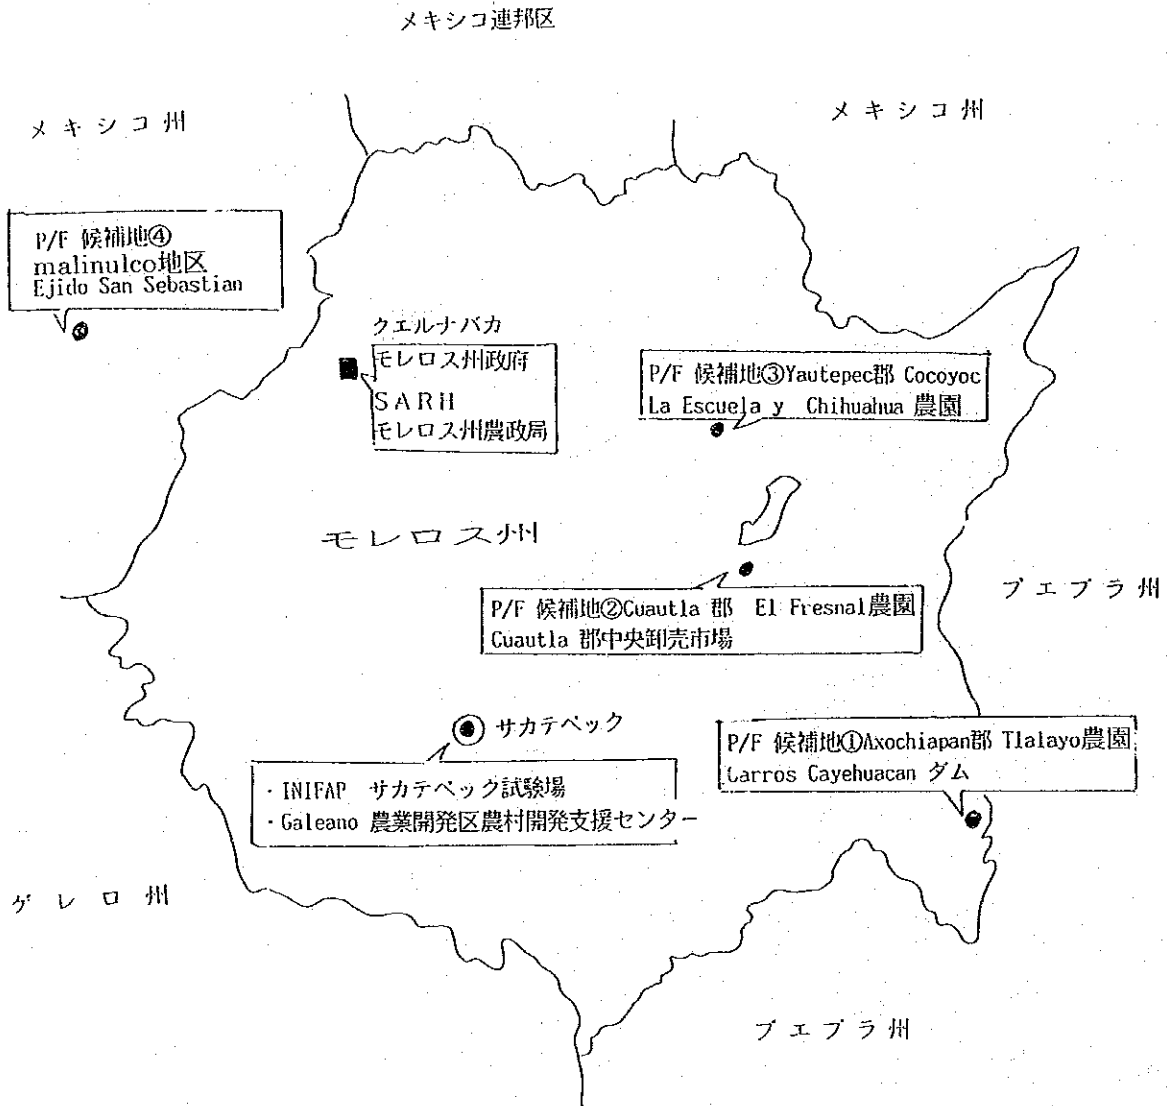 メキシコ連邦区
メキシコ州
メキシコ州
P/F 候補地④
malinulco地区
Ejido San Sebastian
クエルナバカ
モレロス州政府
SARH
モレロス州農政局
P/F 候補地③Yautepec郡 Cocoyoc
La Escuela y Chihuahua 農園
モレロス州
プエブラ州
P/F 候補地②Cuautla 郡 El Fresnal農園
Cuautla 郡中央卸売市場
サカテペック
P/F 候補地①Axochiapan郡 Tlalayo農園
Carros Cayehuacan ダム
・INIFAP サカテペック試験場
・Galeano 農業開発区農村開発支援センター
ゲレロ州
プエブラ州